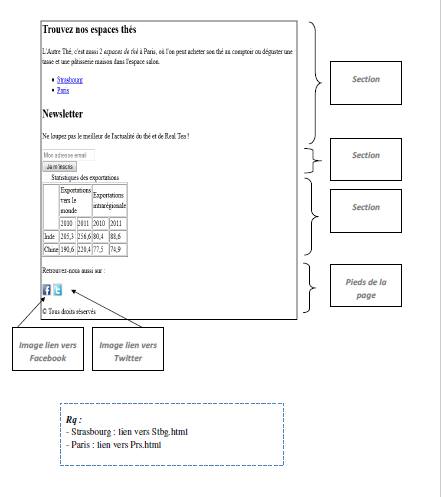 Trouvez nos espaces thés
L'Autre Thé, c'est aussi 2 espaces de thé à Paris, où l'on peut acheter son thé au comptoir ou déguster une
tasse et une pâtisserie maison dans l'espace salon.
Strasbourg
Paris
Section
Newsletter
Ne loupez pas le meilleur de l'actualité du thé et de Real Tea !
Mon adresse email
Je m'inscris
Section
Statistiques des exportations
Exportations vers le monde
Exportations intrarégionale
2010 2011 2010 2011
Inde 205,3 256,6 80,4 88,6
Chine 190,6 220,4 77,5 74,9
Section
Retrouvez-nous aussi sur :
© Tous droits réservés
Pieds de la
page
Image lien vers
Facebook
Image lien vers
Twitter
Rq :
- Strasbourg : lien vers Stbg.html
- Paris : lien vers Prs.html